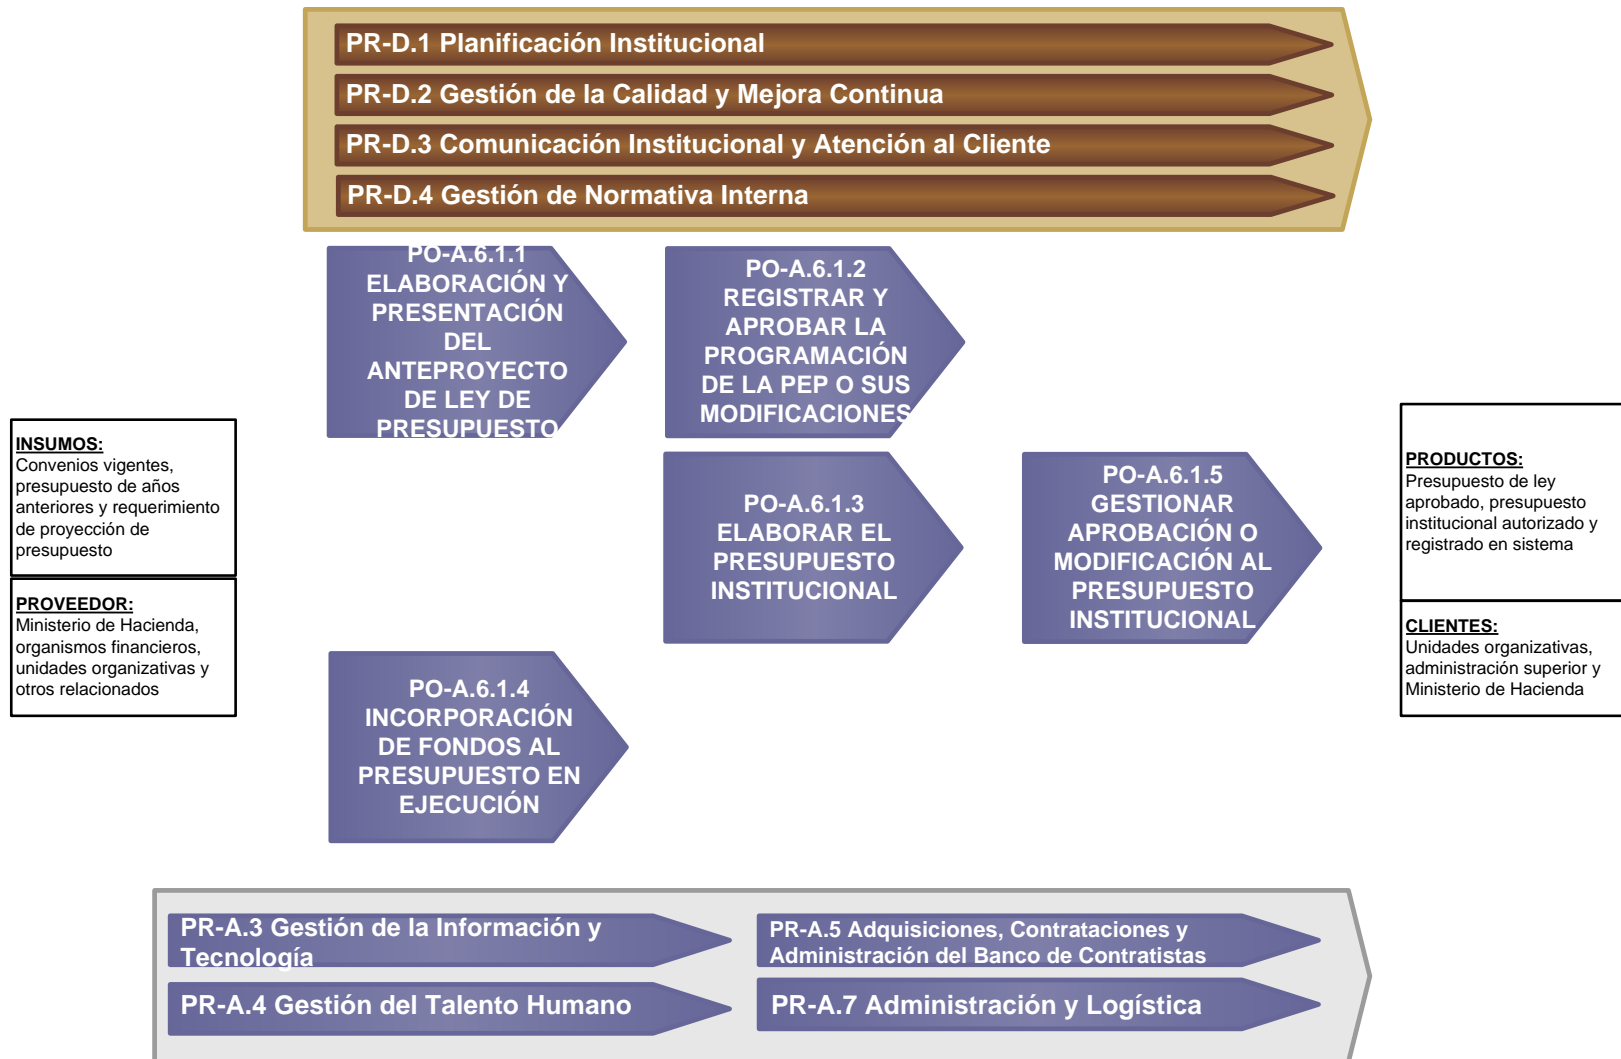 PR-D.1 Planificación Institucional
PR-D.2 Gestión de la Calidad y Mejora Continua
PR-D.3 Comunicación Institucional y Atención al Cliente
PR-D.4 Gestión de Normativa Interna
PO-A.6.1.1
ELABORACIÓN Y
PRESENTACIÓN
DEL
ANTEPROYECTO
DE LEY DE
PRESUPUESTO
PO-A.6.1.2
REGISTRAR Y
APROBAR LA
PROGRAMACIÓN
DE LA PEP O SUS
MODIFICACIONES
INSUMOS:
Convenios vigentes,
presupuesto de años
anteriores y requerimiento
de proyección de
presupuesto
PROVEEDOR:
Ministerio de Hacienda,
organismos financieros,
unidades organizativas y
otros relacionados
PO-A.6.1.3
ELABORAR EL
PRESUPUESTO
INSTITUCIONAL
PO-A.6.1.5
GESTIONAR
APROBACIÓN O
MODIFICACIÓN AL
PRESUPUESTO
INSTITUCIONAL
PRODUCTOS:
Presupuesto de ley
aprobado, presupuesto
institucional autorizado y
registrado en sistema
CLIENTES:
Unidades organizativas,
administración superior y
Ministerio de Hacienda
PO-A.6.1.4
INCORPORACIÓN
DE FONDOS AL
PRESUPUESTO EN
EJECUCIÓN
PR-A.3 Gestión de la Información y
Tecnología
PR-A.5 Adquisiciones, Contrataciones y
Administración del Banco de Contratistas
PR-A.4 Gestión del Talento Humano
PR-A.7 Administración y Logística